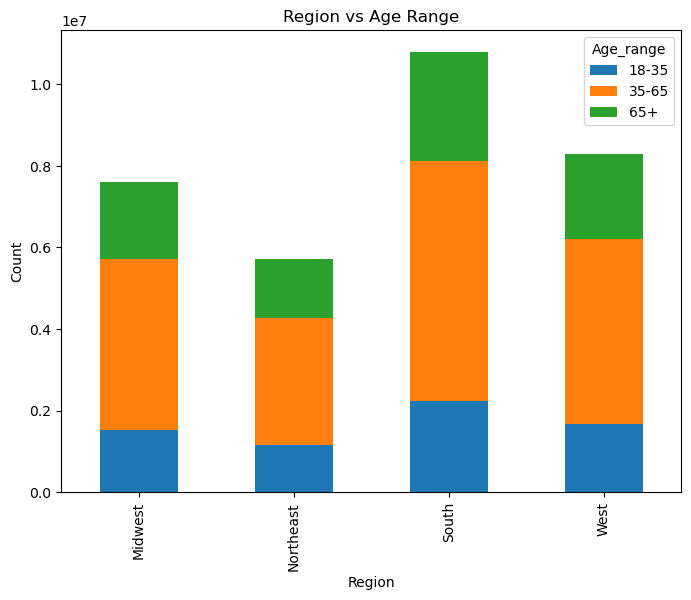 Region vs Age Range
1e7
Age_range
18-35
35-65
65+
1.0
0.8
0.6
0.4
0.2
0.0
Count
Midwest
Northeast
South
West
Region